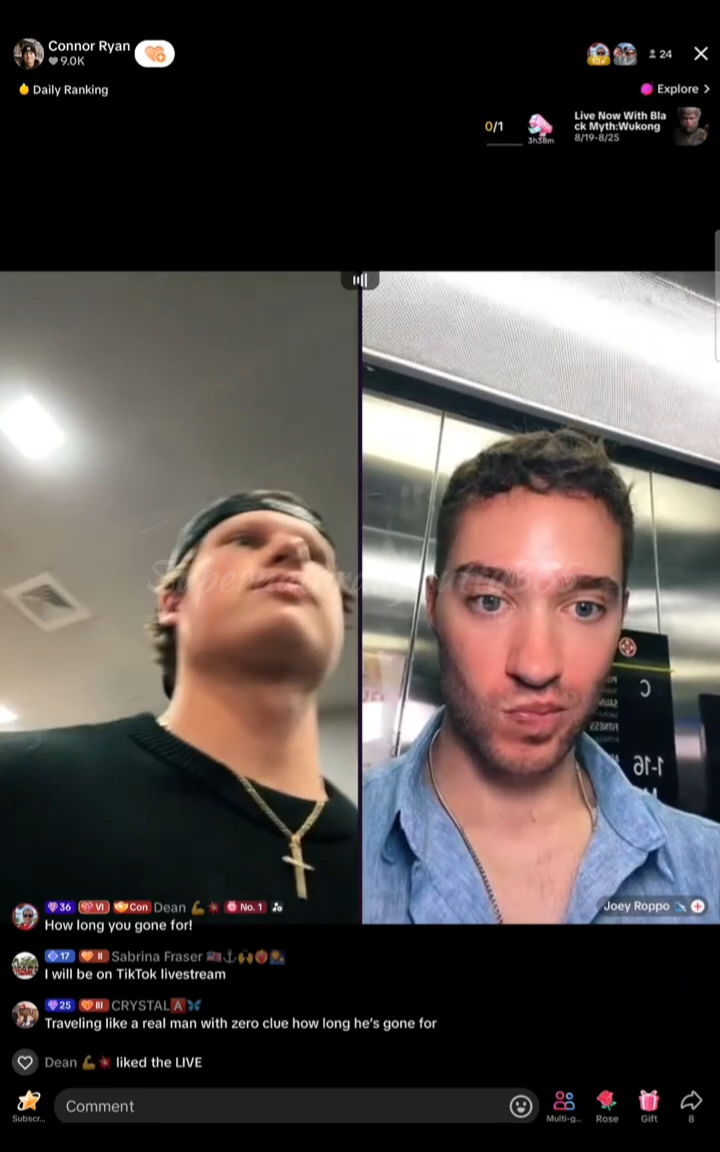 Connor Ryan
9.0K
24
Daily Ranking
Explore >
0/1
3h38m
Live Now With Bla
ck Myth:Wukong
8/19-8/25
C
FITNESS
1-16
Joey Roppo
36 VI Con Dean No. 1
How long you gone for!
17 II Sabrina Fraser
I will be on TikTok livestream
25 III CRYSTAL A
Traveling like a real man with zero clue how long he's gone for
Dean liked the LIVE
Subscr...
Comment
Multi-g...
Rose
Gift
8